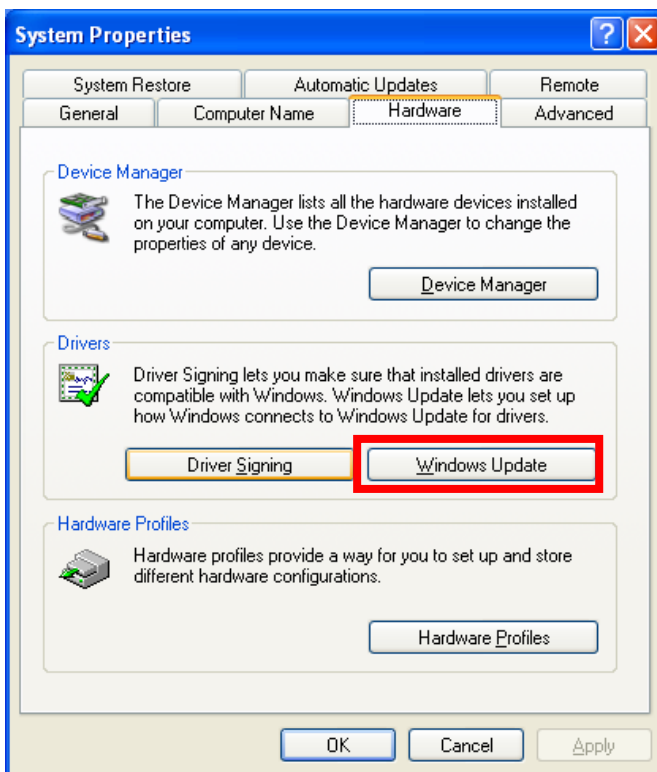 System Properties
System Restore
Automatic Updates
Remote
General
Computer Name
Hardware
Advanced
Device Manager
The Device Manager lists all the hardware devices installed
on your computer. Use the Device Manager to change the
properties of any device.
Device Manager
Drivers
Driver Signing lets you make sure that installed drivers are
compatible with Windows. Windows Update lets you set up
how Windows connects to Windows Update for drivers.
Driver Signing
Windows Update
Hardware Profiles
Hardware profiles provide a way for you to set up and store
different hardware configurations.
Hardware Profiles
OK
Cancel
Apply